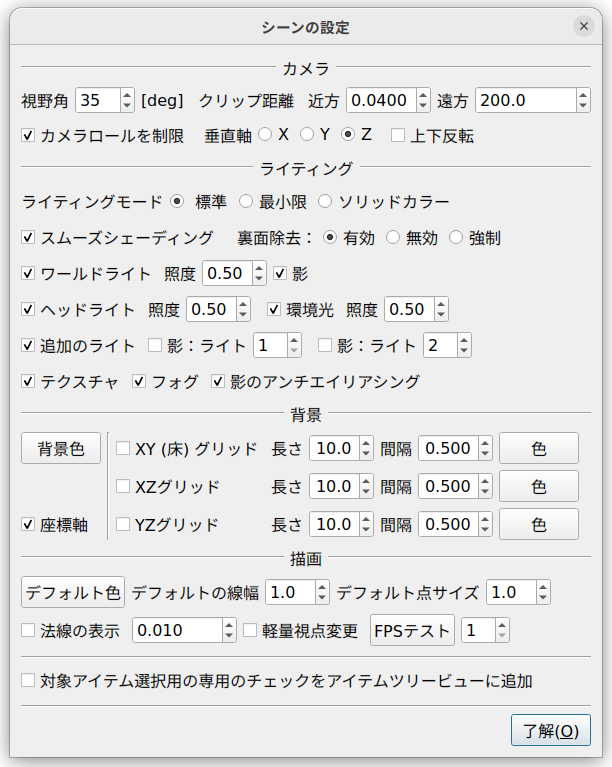 シーンの設定
カメラ
視野角 35 [deg] クリップ距離 近方 0.0400 遠方 200.0
カメラロールを制限 垂直軸 X Y Z 上下反転
ライティング
ライティングモード 標準 最小限 ソリッドカラー
スムーズシェーディング 裏面除去： 有効 無効 強制
ワールドライト 照度 0.50 影
ヘッドライト 照度 0.50 環境光 照度 0.50
追加のライト 影：ライト 1 影：ライト 2
テクスチャ フォグ 影のアンチエイリアシング
背景
背景色 XY (床) グリッド 長さ 10.0 間隔 0.500 色
XZグリッド 長さ 10.0 間隔 0.500 色
座標軸 YZグリッド 長さ 10.0 間隔 0.500 色
描画
デフォルト色 デフォルトの線幅 1.0 デフォルト点サイズ 1.0
法線の表示 0.010 軽量視点変更 FPSテスト 1
対象アイテム選択用の専用のチェックをアイテムツリービューに追加
了解(O)